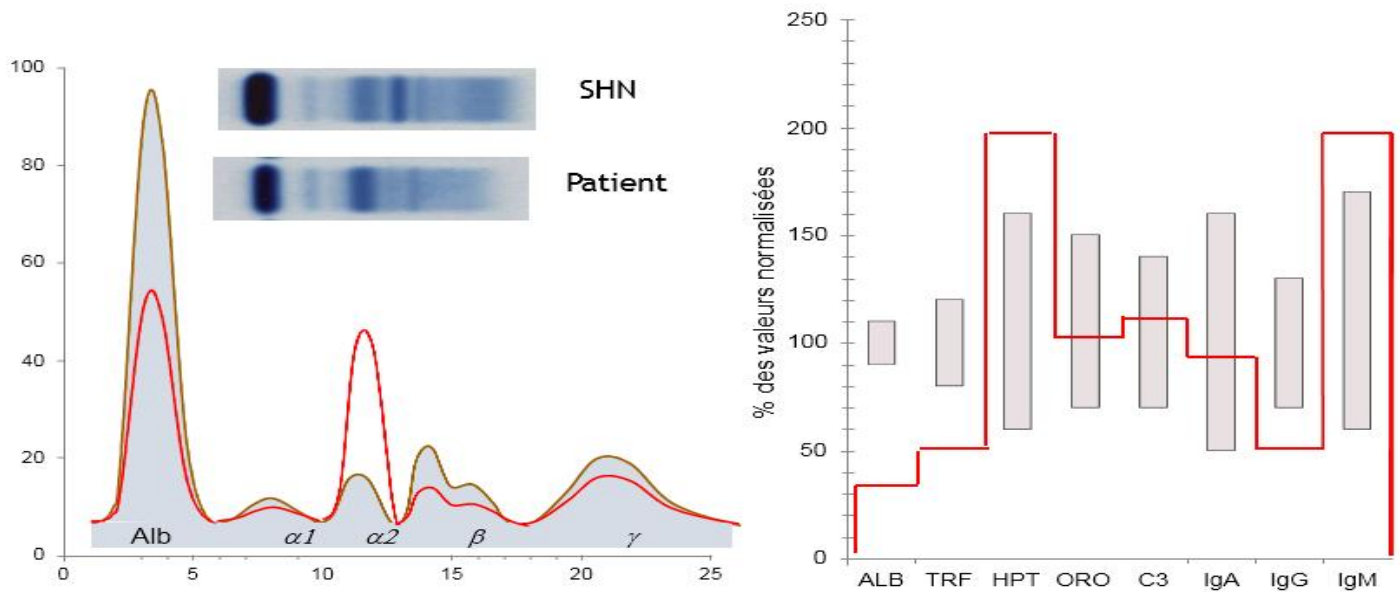 100
80
60
40
20
0
0 5 10 15 20 25
Alb α1 α2 β γ
SHN
Patient
% des valeurs normalisées
250
200
150
100
50
0
ALB TRF HPT ORO C3 IgA IgG IgM